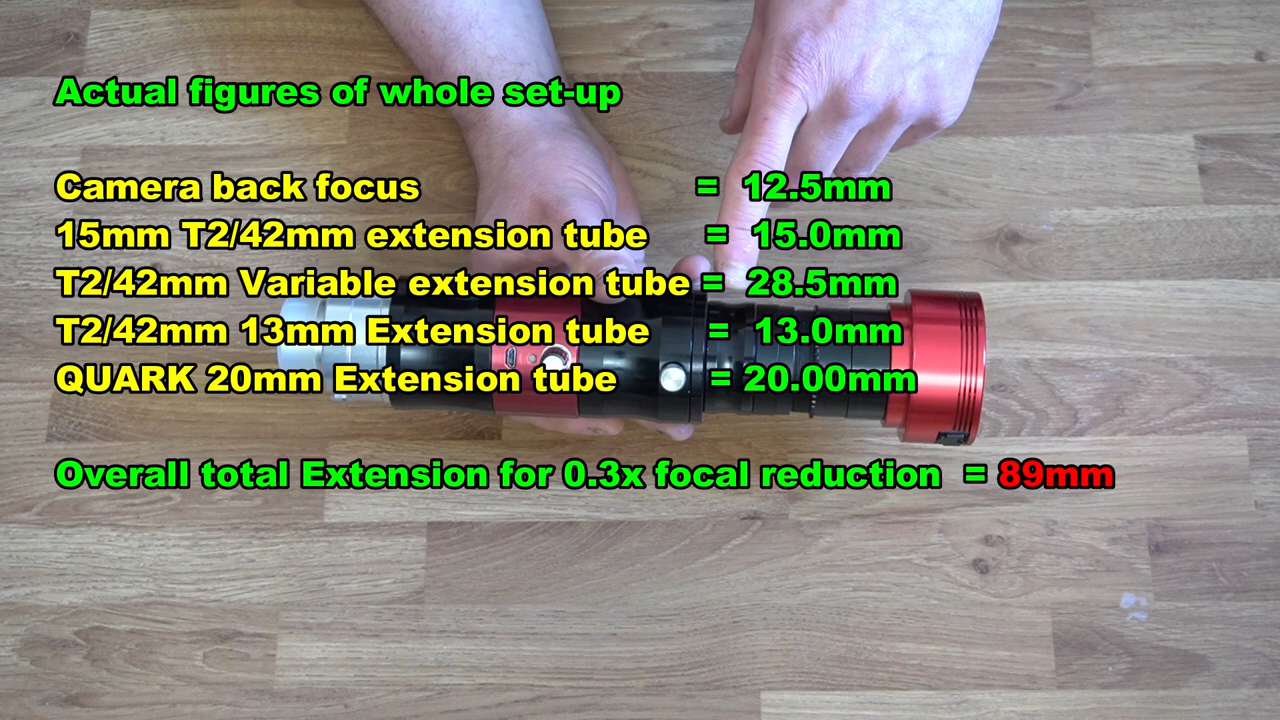 Actual figures of whole set-up
Camera back focus = 12.5mm
15mm T2/42mm extension tube = 15.0mm
T2/42mm Variable extension tube = 28.5mm
T2/42mm 13mm Extension tube = 13.0mm
QUARK 20mm Extension tube = 20.00mm
Overall total Extension for 0.3x focal reduction = 89mm